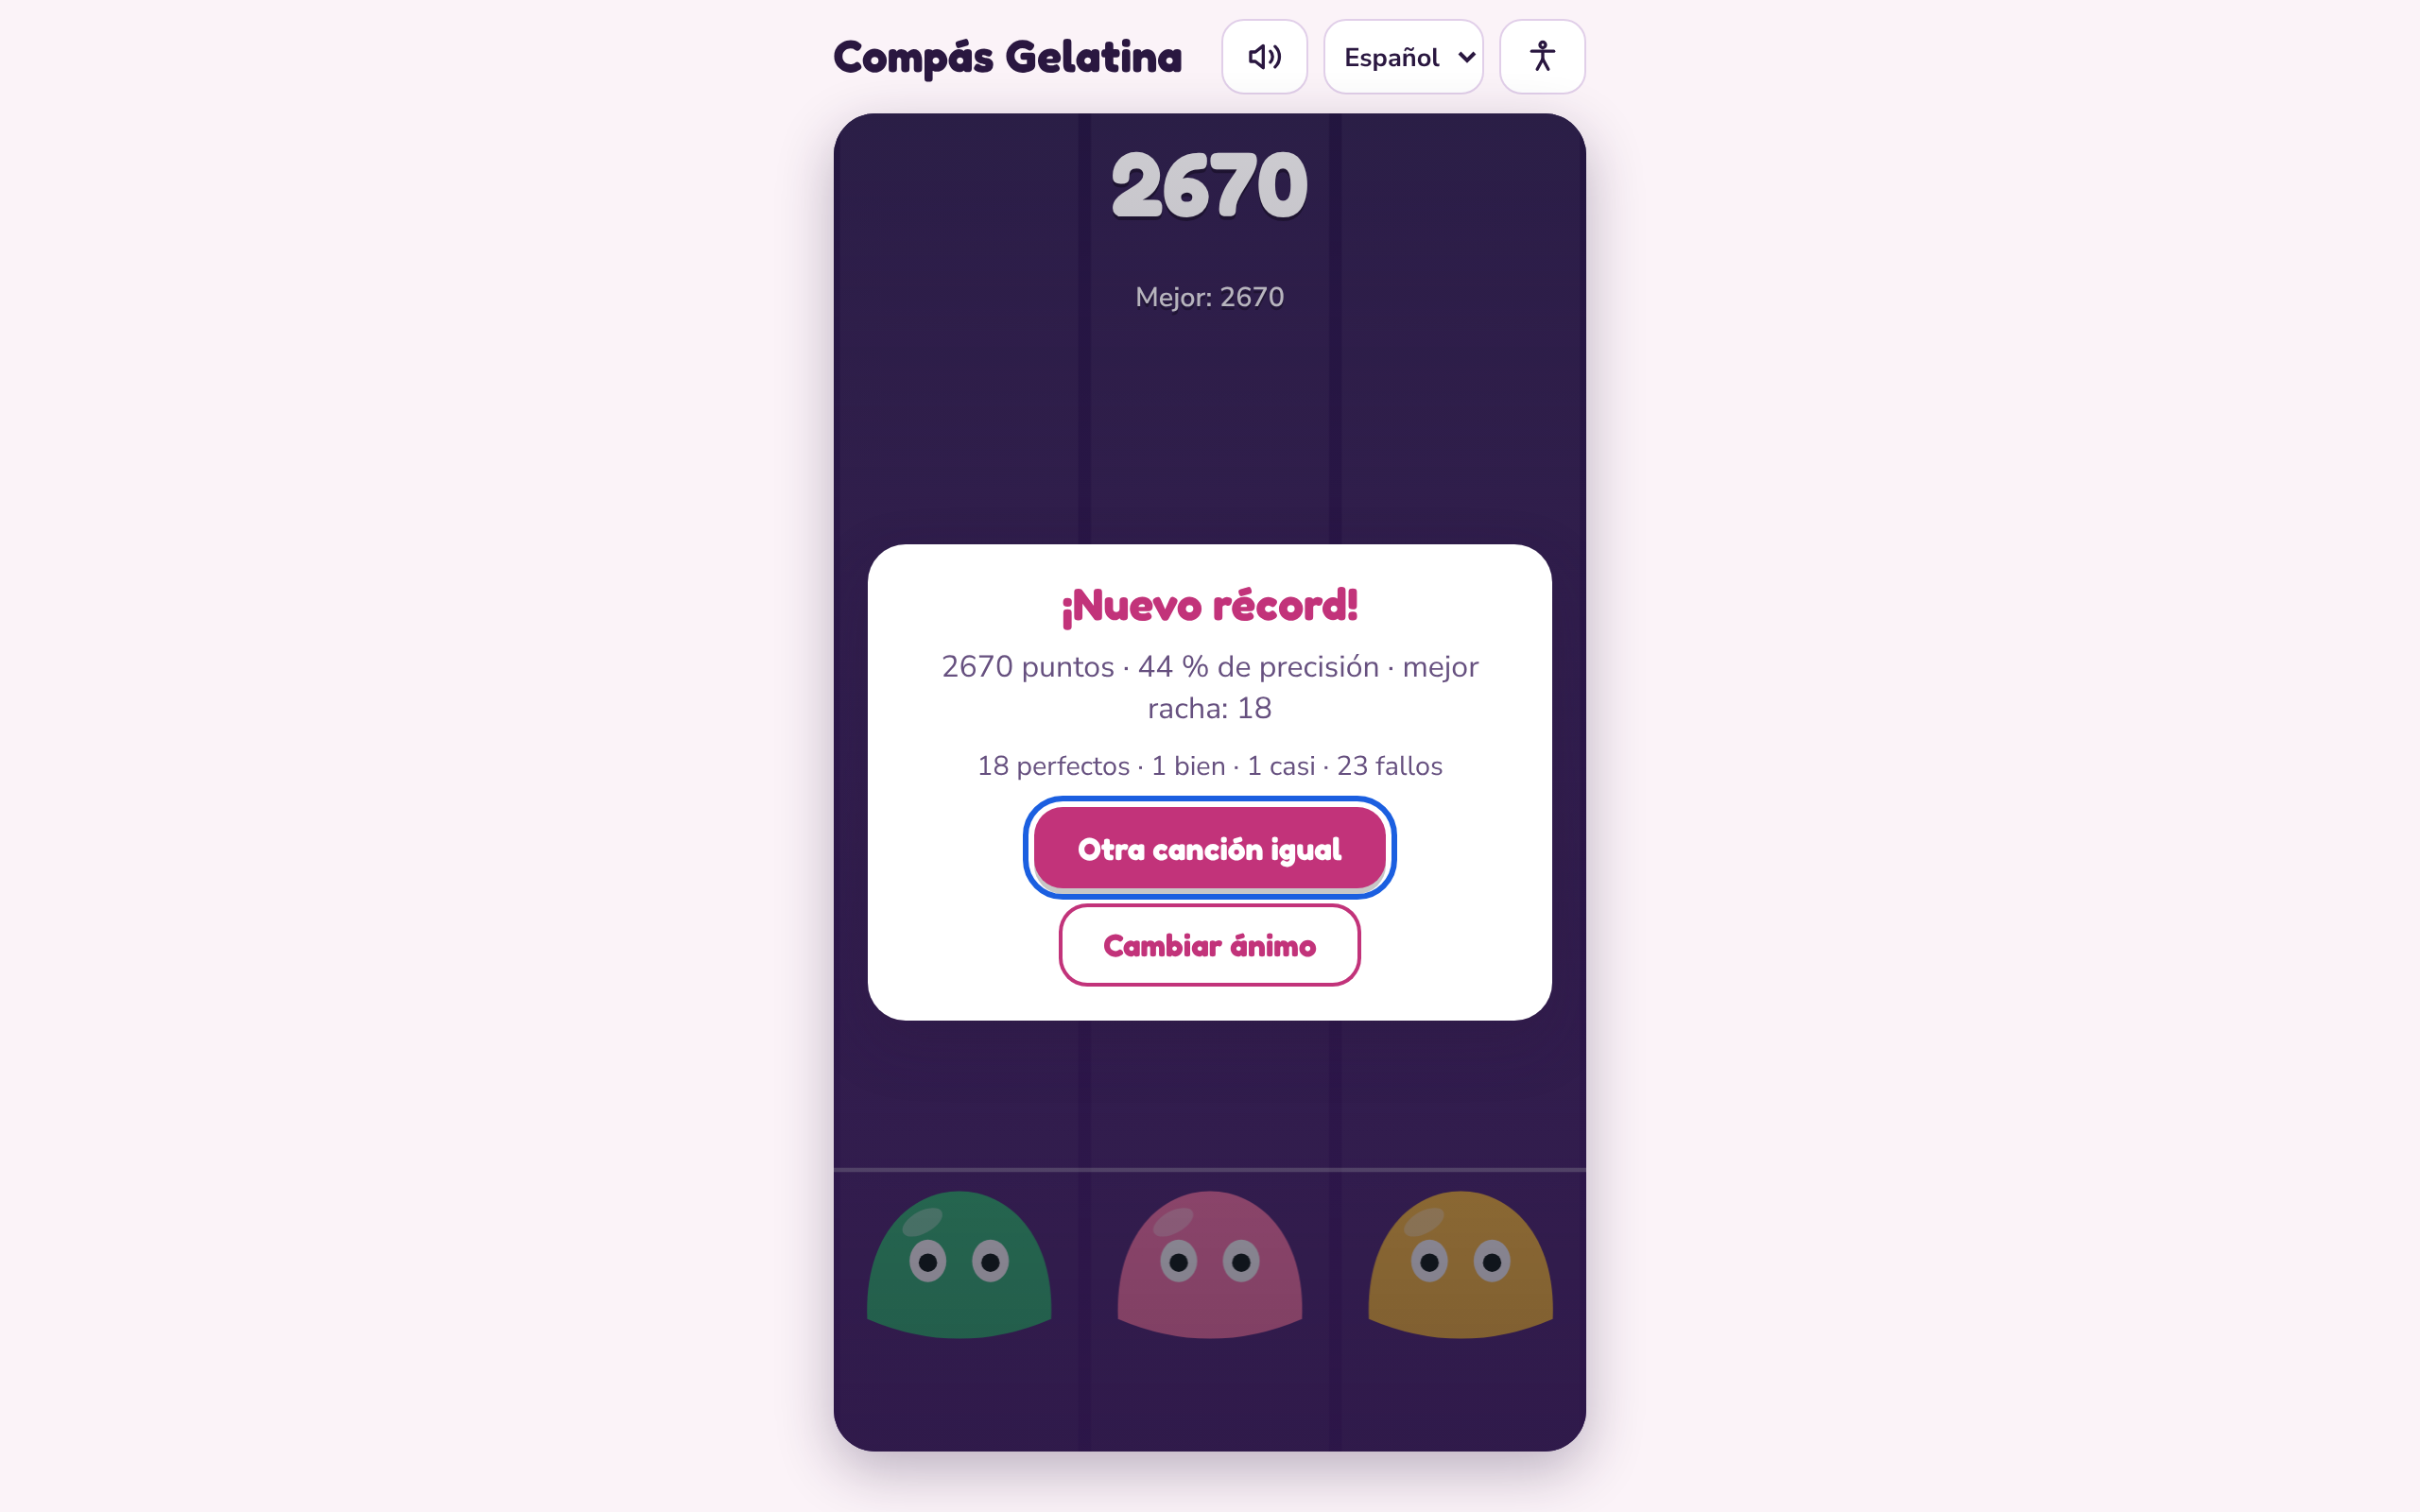 Compás Gelatina
Español
2670
Mejor: 2670
¡Nuevo récord!
2670 puntos · 44 % de precisión · mejor
racha: 18
18 perfectos · 1 bien · 1 casi · 23 fallos
Otra canción igual
Cambiar ánimo